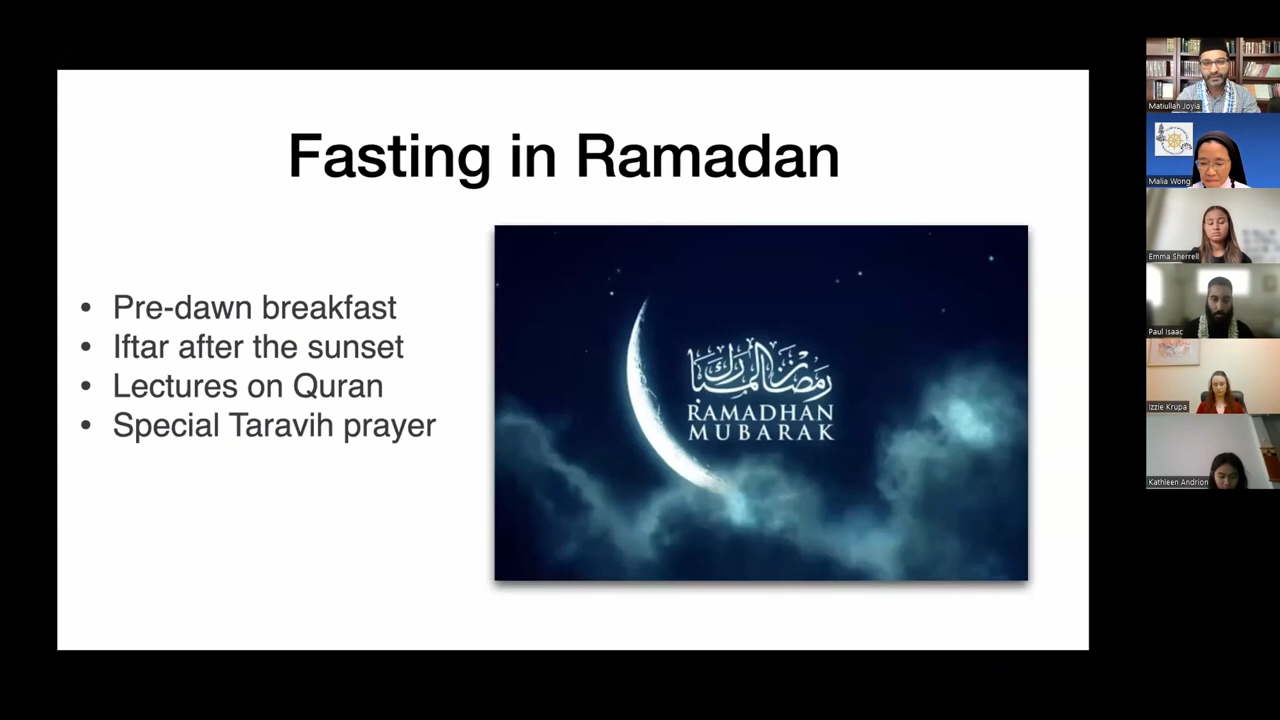 Fasting in Ramadan
• Pre-dawn breakfast
• Iftar after the sunset
• Lectures on Quran
• Special Taravih prayer
رمضان المبارك
RAMADHAN
MUBARAK
Matiullah Joyia
Malia Wong
Emma Sherrell
Paul Isaac
Izzie Krupa
Kathleen Andrion